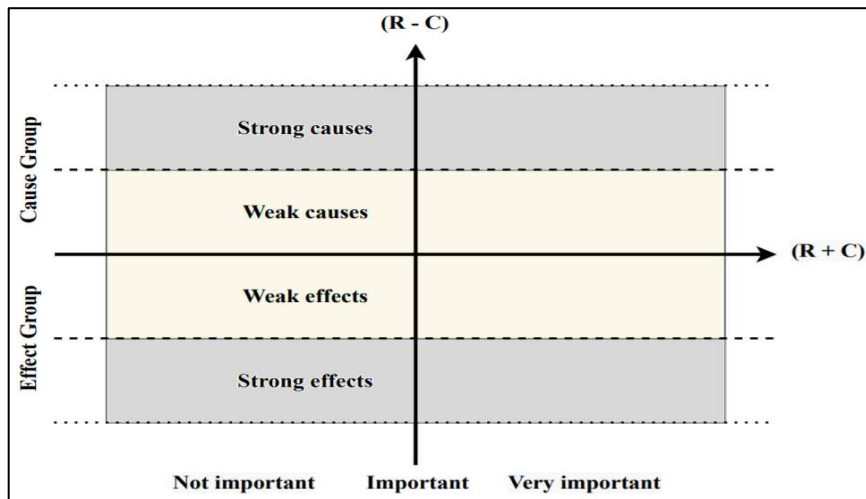 (R - C)
Cause Group
Strong causes
Weak causes
(R + C)
Effect Group
Weak effects
Strong effects
Not important
Important
Very important